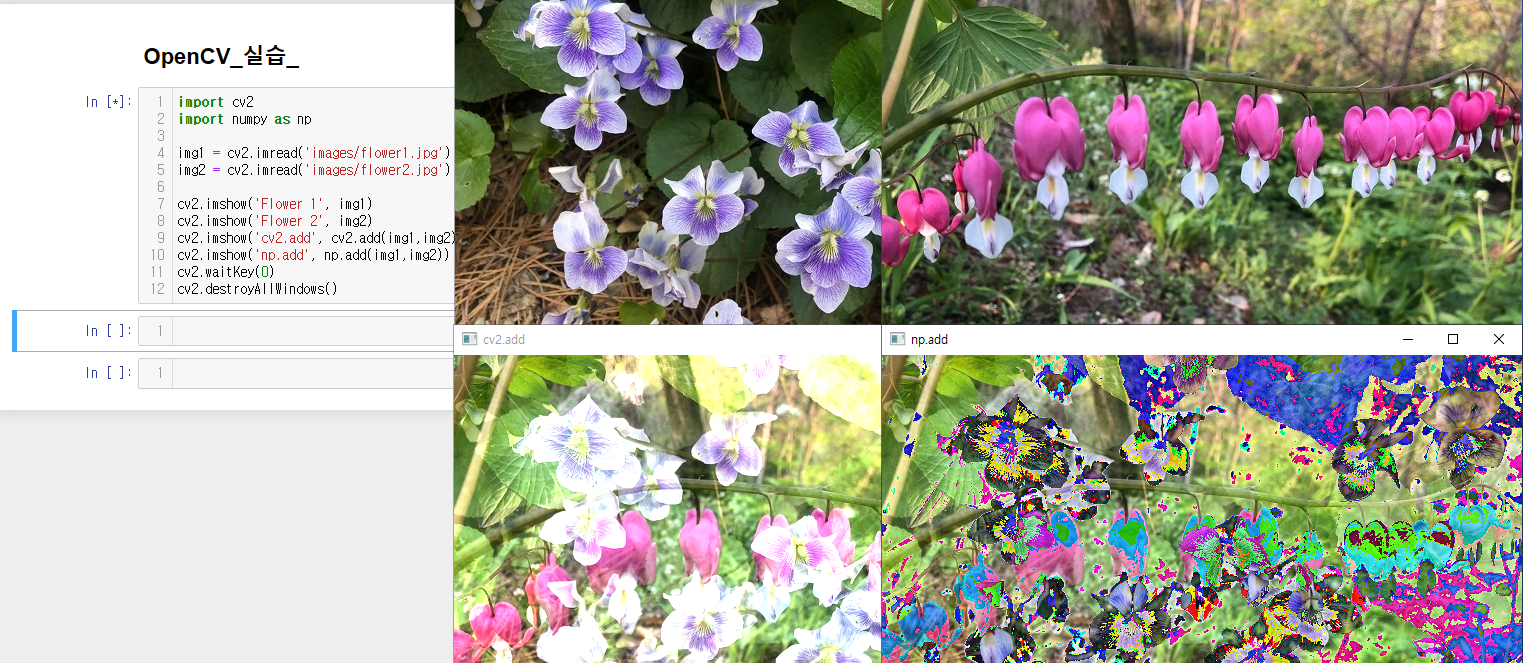 OpenCV_실습_
In [*]:
1 import cv2
2 import numpy as np
3
4 img1 = cv2.imread('images/flower1.jpg')
5 img2 = cv2.imread('images/flower2.jpg')
6
7 cv2.imshow('Flower 1', img1)
8 cv2.imshow('Flower 2', img2)
9 cv2.imshow('cv2.add', cv2.add(img1,img2)
10 cv2.imshow('np.add', np.add(img1,img2))
11 cv2.waitKey(0)
12 cv2.destroyAllWindows()
In [ ]: 1
In [ ]: 1
cv2.add
np.add